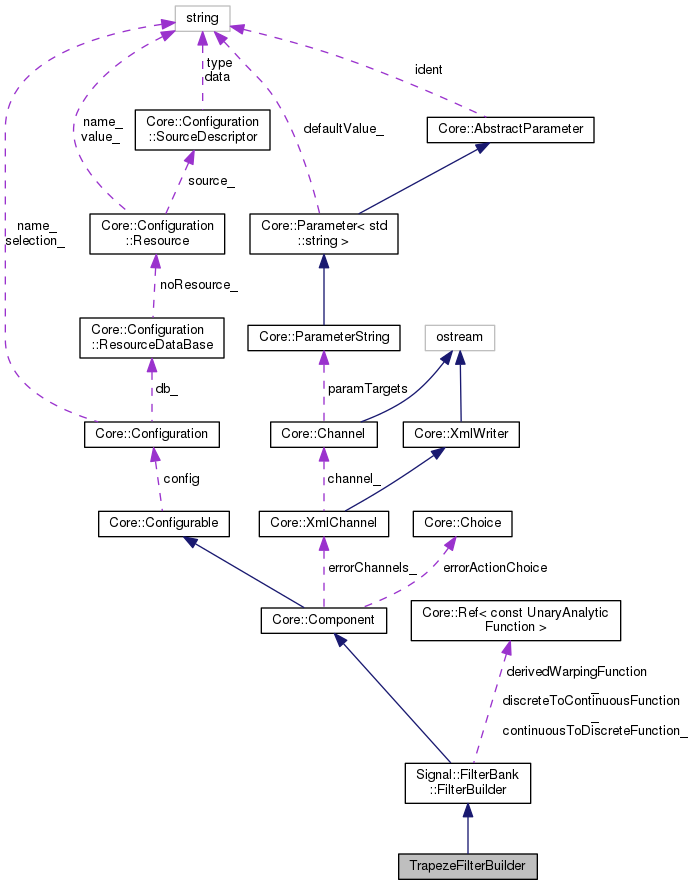 string
ident
type
data
name_
value_
defaultValue_
Core::Configuration
::SourceDescriptor
Core::AbstractParameter
source_
name_
selection_
Core::Configuration
::Resource
Core::Parameter< std
::string >
noResource_
Core::Configuration
::ResourceDataBase
Core::ParameterString
ostream
db_
paramTargets
Core::Configuration
Core::Channel
Core::XmlWriter
config
channel_
Core::Configurable
Core::XmlChannel
Core::Choice
errorChannels_
errorActionChoice
Core::Component
Core::Ref< const UnaryAnalytic
Function >
derivedWarpingFunction
_
discreteToContinuousFunction
_
continuousToDiscreteFunction_
Signal::FilterBank
::FilterBuilder
TrapezeFilterBuilder